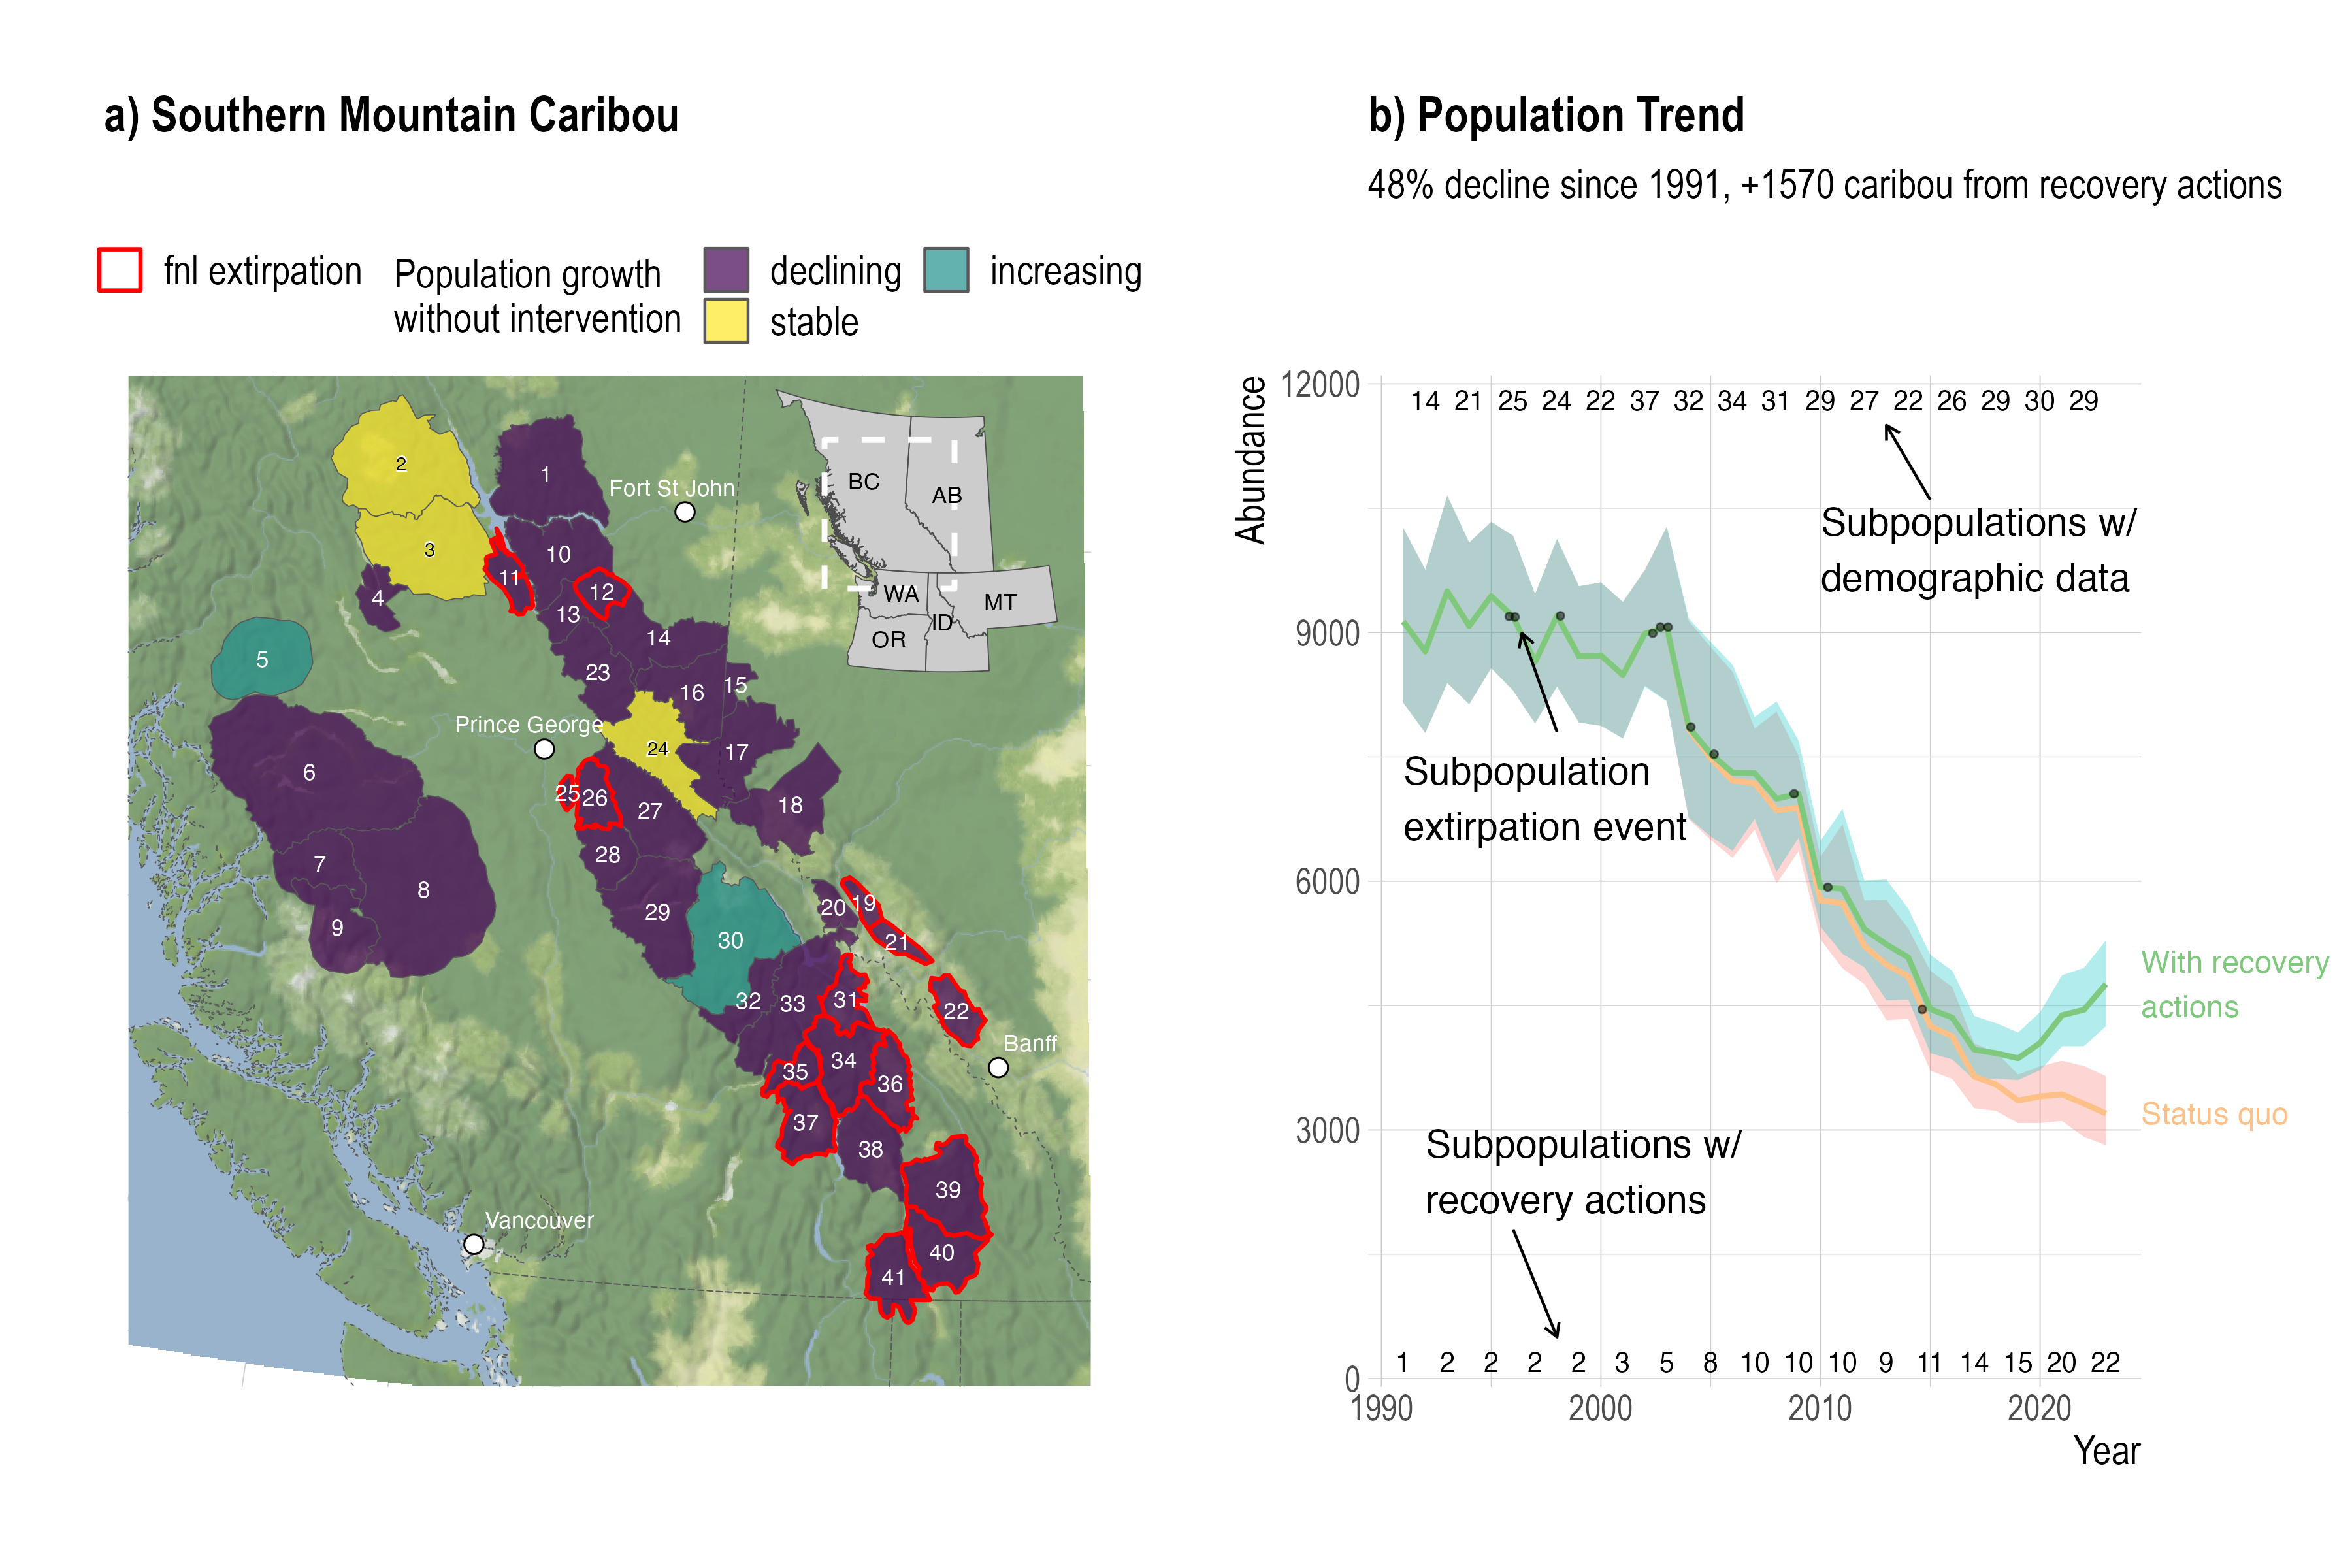 a) Southern Mountain Caribou
fnl extirpation
Population growth
without intervention
declining
increasing
stable
2
1
Fort St John
3
10
11
12
4
13
14
5
23
16
15
Prince George
24
17
6
25
26
27
18
28
7
8
29
20
19
9
30
21
32
33
31
22
Banff
34
35
36
37
38
39
Vancouver
40
41
BC
AB
WA
MT
ID
OR
b) Population Trend
48% decline since 1991, +1570 caribou from recovery actions
Abundance
12000
9000
6000
3000
0
14 21 25 24 22 37 32 34 31 29 27 22 26 29 30 29
Subpopulations w/
demographic data
Subpopulation
extirpation event
With recovery
actions
Status quo
Subpopulations w/
recovery actions
1 2 2 2 2 3 5 8 10 10 10 9 11 14 15 20 22
1990 2000 2010 2020
Year